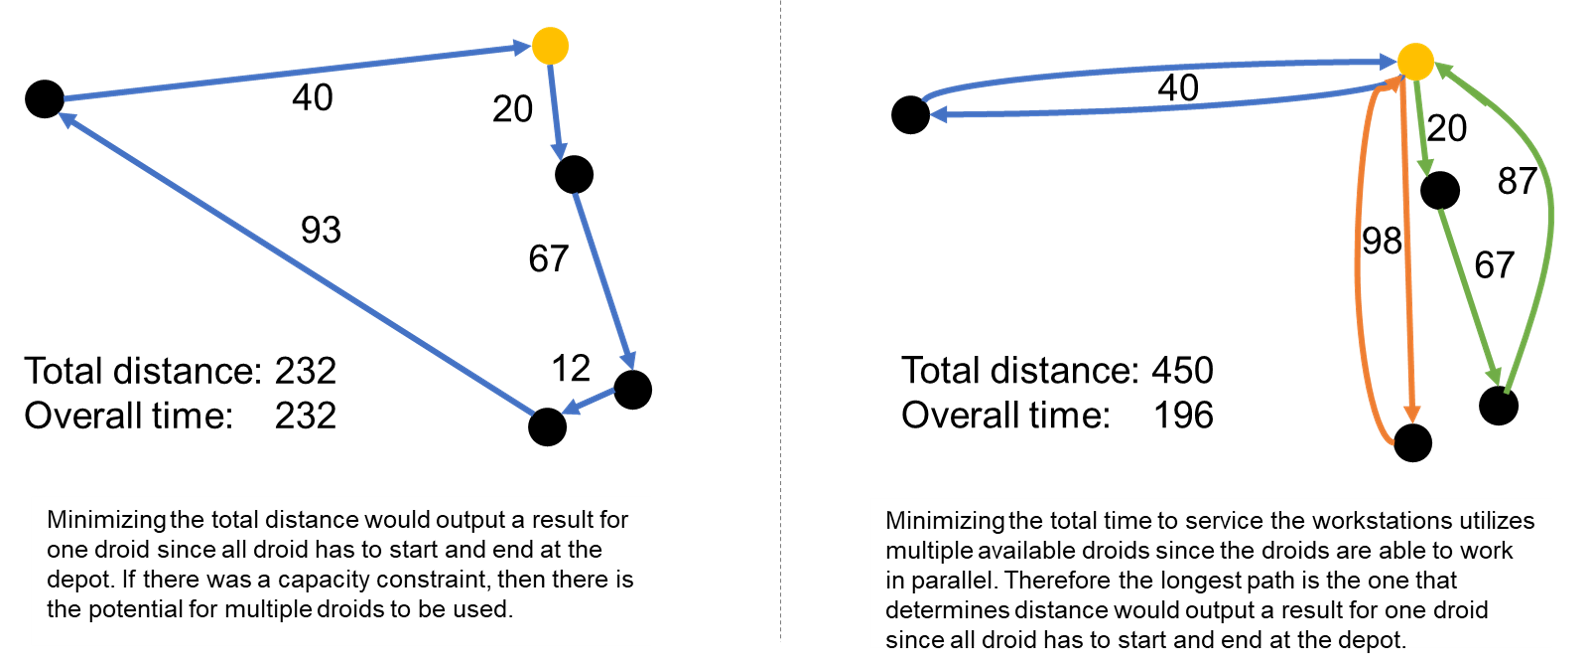 40
20
93
67
12
Total distance: 232
Overall time: 232
Minimizing the total distance would output a result for
one droid since all droid has to start and end at the
depot. If there was a capacity constraint, then there is
the potential for multiple droids to be used.
40
20
87
98
67
Total distance: 450
Overall time: 196
Minimizing the total time to service the workstations utilizes
multiple available droids since the droids are able to work
in parallel. Therefore the longest path is the one that
determines distance would output a result for one droid
since all droid has to start and end at the depot.